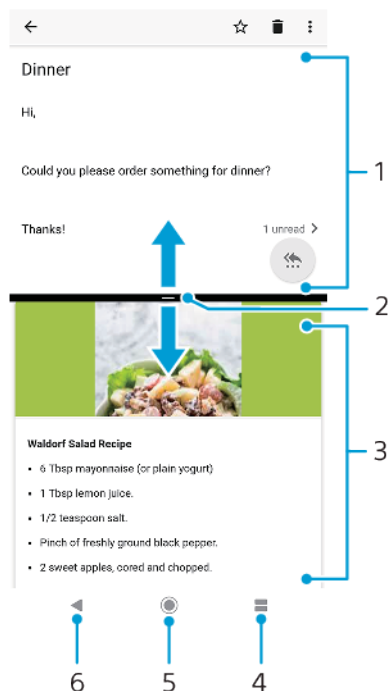 Dinner
Hi,
1
Could you please order something for dinner?
Thanks!
1 unread
2
3
Waldorf Salad Recipe
• 6 Tbsp mayonnaise (or plain yogurt)
• 1 Tbsp lemon juice.
• 1/2 teaspoon salt.
• Pinch of freshly ground black pepper.
• 2 sweet apples, cored and chopped.
6 5 4